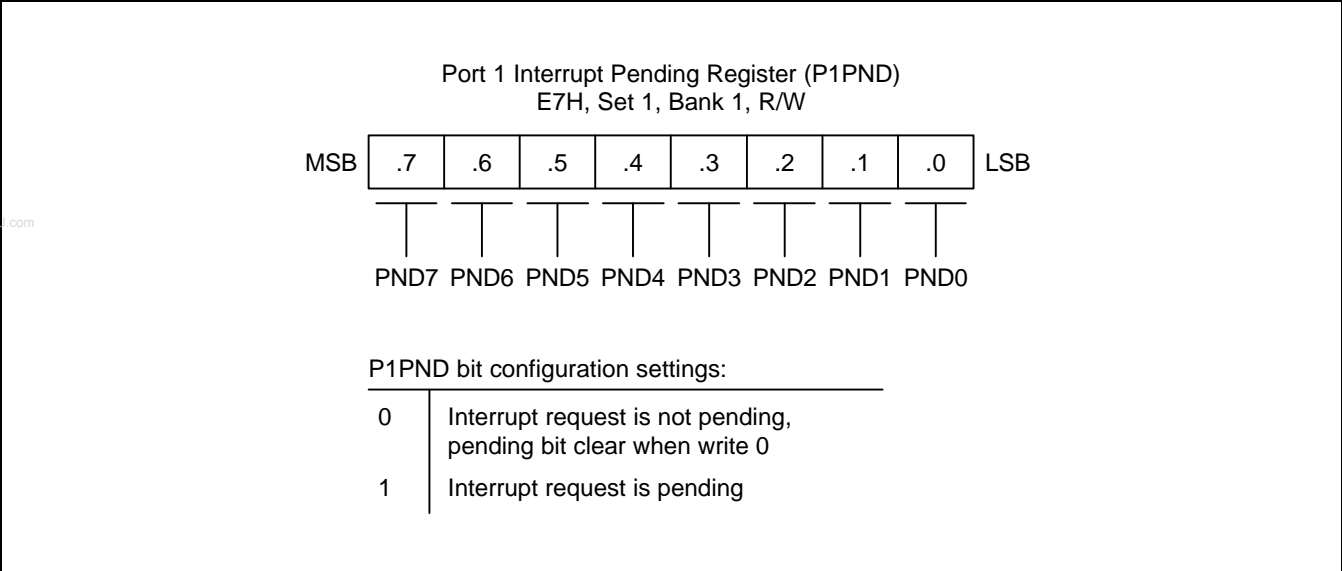 Port 1 Interrupt Pending Register (P1PND)
E7H, Set 1, Bank 1, R/W
MSB .7 .6 .5 .4 .3 .2 .1 .0 LSB
.com
PND7 PND6 PND5 PND4 PND3 PND2 PND1 PND0
P1PND bit configuration settings:
0 Interrupt request is not pending,
pending bit clear when write 0
1 Interrupt request is pending